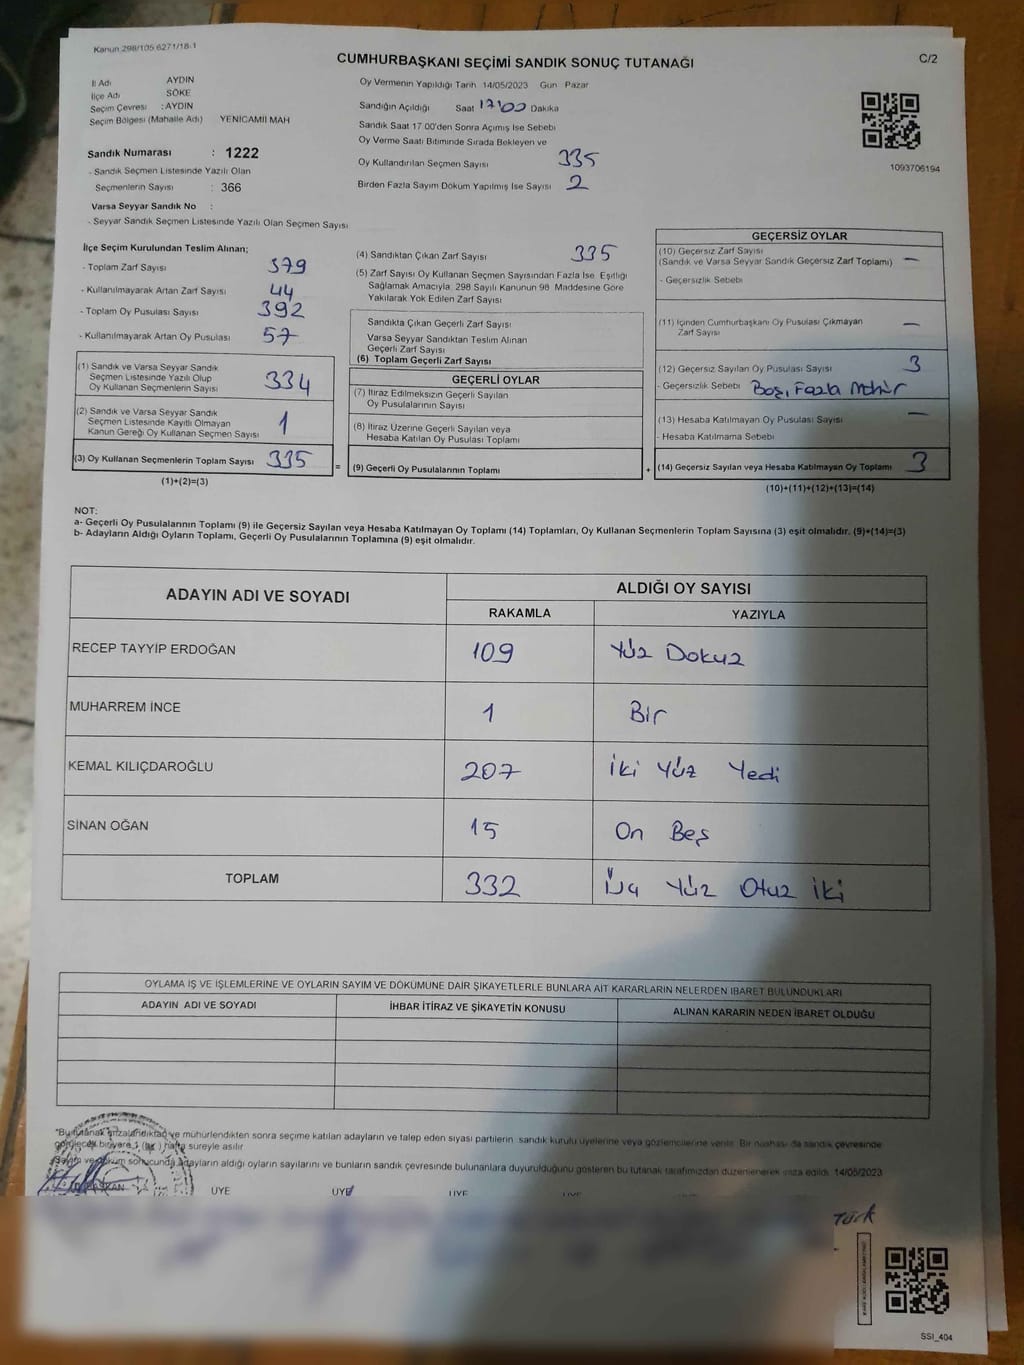 Kanun 298/105 6271/18-1
CUMHURBAŞKANI SEÇİMİ SANDIK SONUÇ TUTANAĞI
C/2
İl Adı AYDIN
İlçe Adı SÖKE
Seçim Çevresi : AYDIN
Seçim Bölgesi (Mahalle Adı) YENICAMII MAH
Sandık Numarası : 1222
- Sandık Seçmen Listesinde Yazılı Olan
Seçmenlerin Sayısı : 366
Varsa Seyyar Sandık No :
- Seyyar Sandık Seçmen Listesinde Yazılı Olan Seçmen Sayısı
Oy Vermenin Yapıldığı Tarih 14/05/2023 Gün Pazar
Sandığın Açıldığı Saat 17:00 Dakika
Sandık Saat 17.00'den Sonra Açımış İse Sebebi
Oy Verme Saati Bitiminde Sırada Bekleyen ve
Oy Kullandırılan Seçmen Sayısı 335
Birden Fazla Sayım Döküm Yapılmış İse Sayısı 2
1093706194
İlçe Seçim Kurulundan Teslim Alınan;
- Toplam Zarf Sayısı 379
- Kullanılmayarak Artan Zarf Sayısı 44
- Toplam Oy Pusulası Sayısı 392
- Kullanılmayarak Artan Oy Pusulası 57
(1) Sandık ve Varsa Seyyar Sandık
Seçmen Listesinde Yazılı Olup
Oy Kullanan Seçmenlerin Sayısı 334
(2) Sandık ve Varsa Seyyar Sandık
Seçmen Listesinde Kayıtlı Olmayan
Kanun Gereği Oy Kullanan Seçmen Sayısı 1
(3) Oy Kullanan Seçmenlerin Toplam Sayısı 335
(1)+(2)=(3)
(4) Sandıktan Çıkan Zarf Sayısı 335
(5) Zarf Sayısı Oy Kullanan Seçmen Sayısından Fazla İse Eşitliği
Sağlamak Amacıyla, 298 Sayılı Kanunun 98. Maddesine Göre
Yakılarak Yok Edilen Zarf Sayısı
Sandıkta Çıkan Geçerli Zarf Sayısı
Varsa Seyyar Sandıktan Teslim Alınan
Geçerli Zarf Sayısı
(6) Toplam Geçerli Zarf Sayısı
GEÇERLİ OYLAR
(7) İtiraz Edilmeksizin Geçerli Sayılan
Oy Pusulalarının Sayısı
(8) İtiraz Üzerine Geçerli Sayılan veya
Hesaba Katılan Oy Pusulası Toplamı
= (9) Geçerli Oy Pusulalarının Toplamı
GEÇERSİZ OYLAR
(10) Geçersiz Zarf Sayısı
(Sandık ve Varsa Seyyar Sandık Geçersiz Zarf Toplamı) —
- Geçersizlik Sebebi
(11) İçinden Cumhurbaşkanı Oy Pusulası Çıkmayan
Zarf Sayısı —
(12) Geçersiz Sayılan Oy Pusulası Sayısı 3
- Geçersizlik Sebebi Boş, Fazla Mühür
(13) Hesaba Katılmayan Oy Pusulası Sayısı —
- Hesaba Katılmama Sebebi
+ (14) Geçersiz Sayılan veya Hesaba Katılmayan Oy Toplamı 3
(10)+(11)+(12)+(13)=(14)
NOT:
a- Geçerli Oy Pusulalarının Toplamı (9) ile Geçersiz Sayılan veya Hesaba Katılmayan Oy Toplamı (14) Toplamları, Oy Kullanan Seçmenlerin Toplam Sayısına (3) eşit olmalıdır. (9)+(14)=(3)
b- Adayların Aldığı Oyların Toplamı, Geçerli Oy Pusulalarının Toplamına (9) eşit olmalıdır.
ADAYIN ADI VE SOYADI
ALDIĞI OY SAYISI
RAKAMLA YAZIYLA
RECEP TAYYİP ERDOĞAN 109 Yüz Dokuz
MUHARREM İNCE 1 Bir
KEMAL KILIÇDAROĞLU 207 İki Yüz Yedi
SİNAN OĞAN 15 On Beş
TOPLAM 332 Üç Yüz Otuz İki
OYLAMA İŞ VE İŞLEMLERİNE VE OYLARIN SAYIM VE DÖKÜMÜNE DAİR ŞİKAYETLERLE BUNLARA AİT KARARLARIN NELERDEN İBARET BULUNDUKLARI
ADAYIN ADI VE SOYADI
İHBAR İTİRAZ VE ŞİKAYETİN KONUSU
ALINAN KARARIN NEDEN İBARET OLDUĞU
*Bu tutanak imzalandıktan ve mühürlendikten sonra seçime katılan adayların ve talep eden siyasi partilerin sandık kurulu üyelerine veya gözlemcilerine verilir. Bir nüshası da sandık çevresinde
görülecek bir yere 1 (bir) hafta süreyle asılır
Sayım ve döküm sonucunda adayların aldığı oyların sayılarını ve bunların sandık çevresinde bulunanlara duyurulduğunu gösteren bu tutanak tarafımızdan düzenlenerek imza edildi. 14/05/2023
BAŞKAN ÜYE ÜYE ÜYE ÜYE
Türk
SSI_404